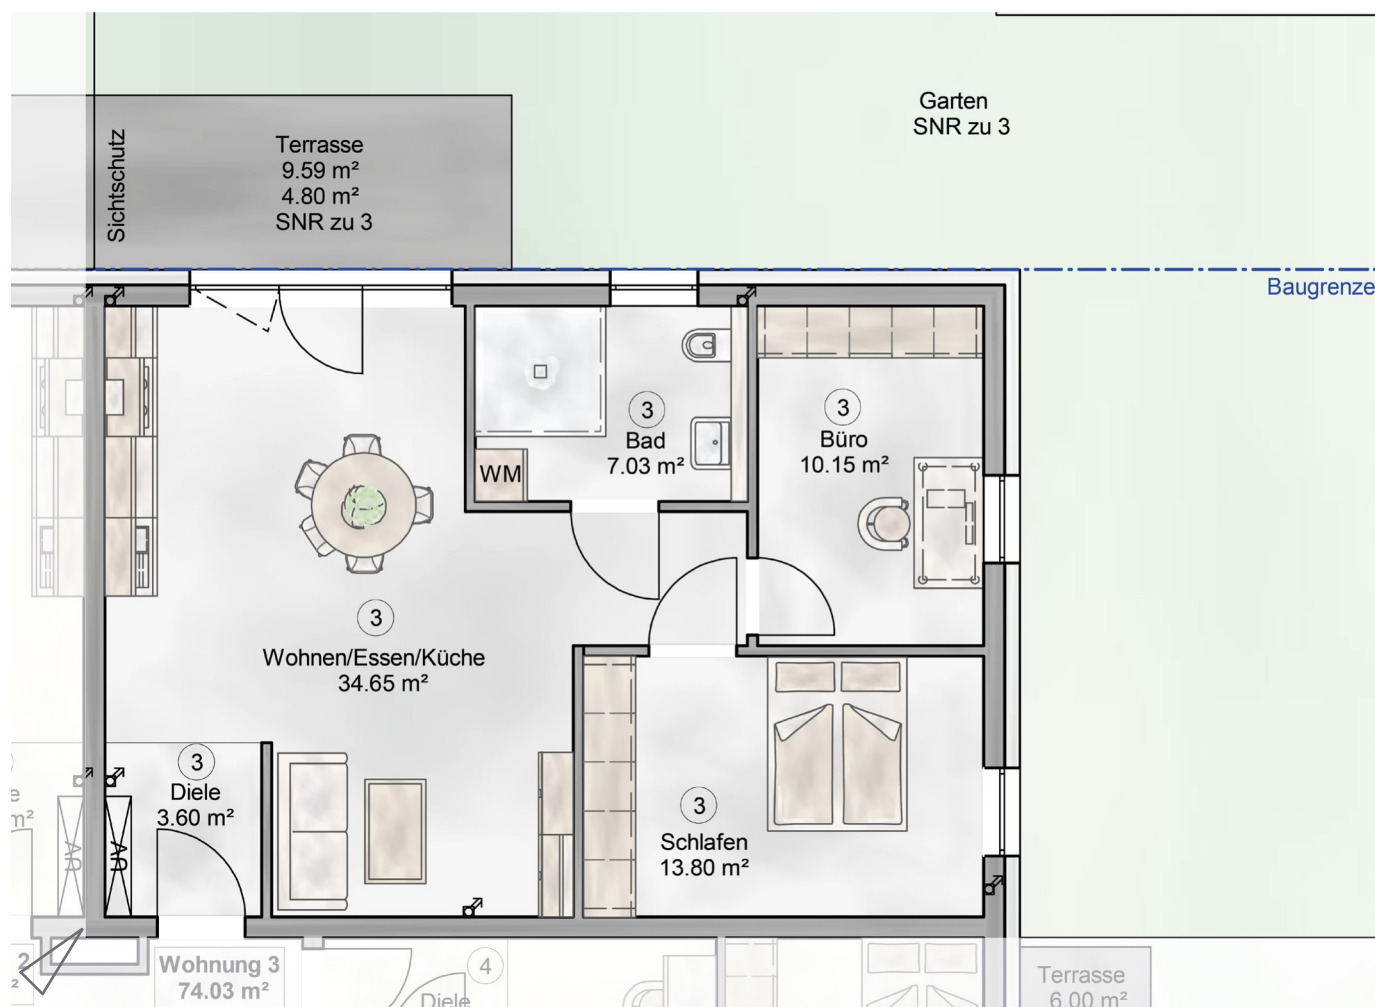 Garten
SNR zu 3
Sichtschutz
Terrasse
9.59 m²
4.80 m²
SNR zu 3
Baugrenze
3
Bad
7.03 m²
WM
3
Büro
10.15 m²
3
Wohnen/Essen/Küche
34.65 m²
3
Diele
3.60 m²
3
Schlafen
13.80 m²
e
m²
2
Wohnung 3
74.03 m²
4
Diele
Terrasse
6.00 m²